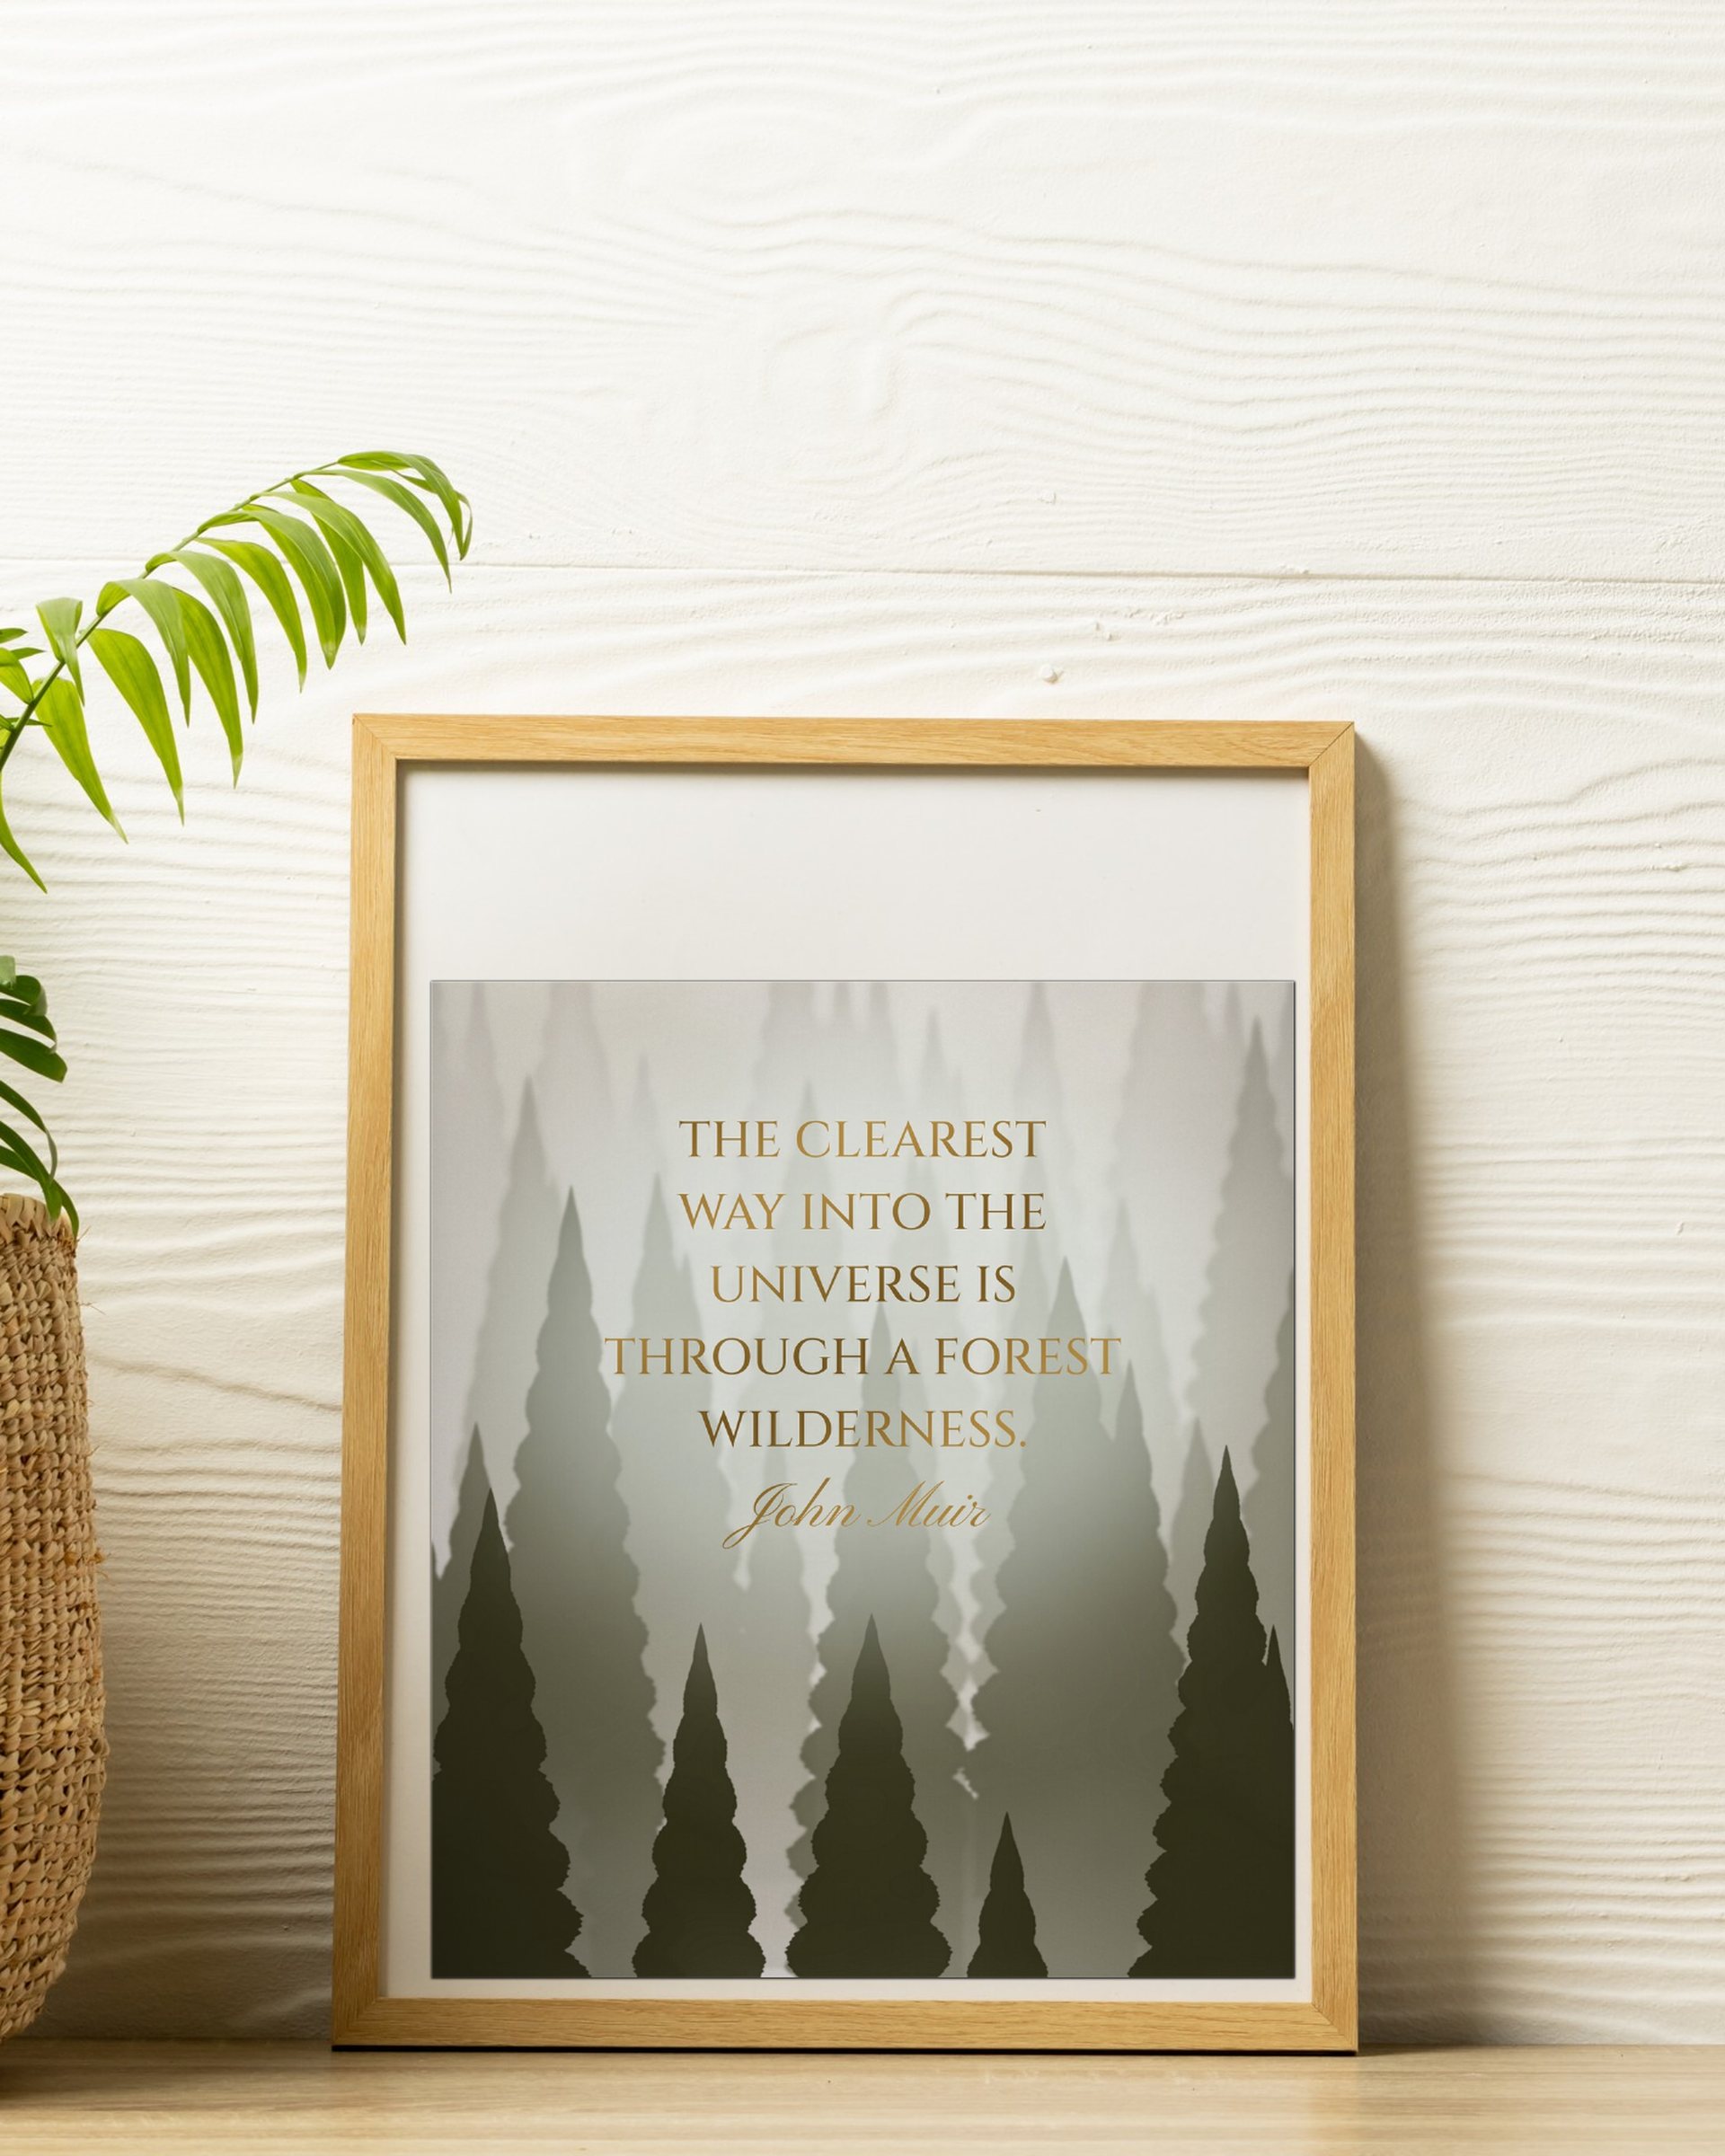 THE CLEAREST
WAY INTO THE
UNIVERSE IS
THROUGH A FOREST
WILDERNESS.
John Muir